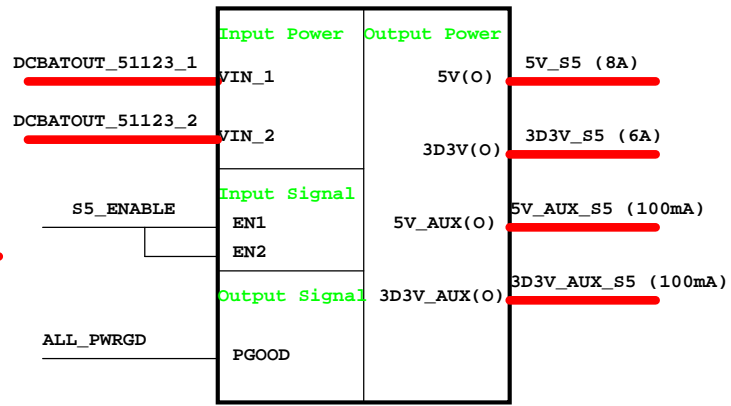 Input Power
Output Power
DCBATOUT_51123_1
VIN_1
5V(O)
5V_S5 (8A)
DCBATOUT_51123_2
VIN_2
3D3V(O)
3D3V_S5 (6A)
Input Signal
S5_ENABLE
EN1
5V_AUX(O)
5V_AUX_S5 (100mA)
EN2
Output Signal
3D3V_AUX(O)
3D3V_AUX_S5 (100mA)
ALL_PWRGD
PGOOD